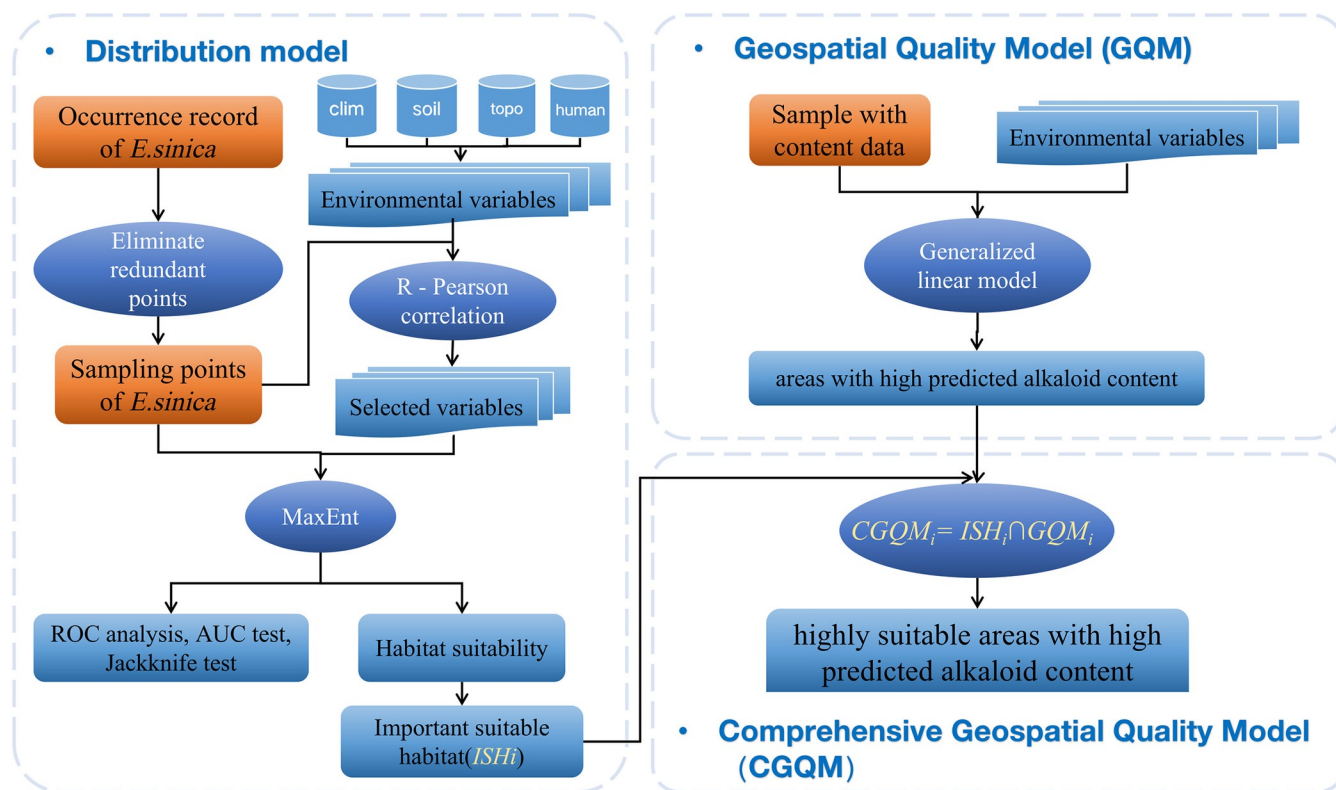 • Distribution model
clim
soil
topo
human
Occurrence record
of E.sinica
Environmental variables
Eliminate
redundant
points
R - Pearson
correlation
Sampling points
of E.sinica
Selected variables
MaxEnt
ROC analysis, AUC test,
Jackknife test
Habitat suitability
Important suitable
habitat(ISHi)
• Geospatial Quality Model (GQM)
Sample with
content data
Environmental variables
Generalized
linear model
areas with high predicted alkaloid content
CGQMi= ISHi∩GQMi
highly suitable areas with high
predicted alkaloid content
• Comprehensive Geospatial Quality Model
（CGQM）